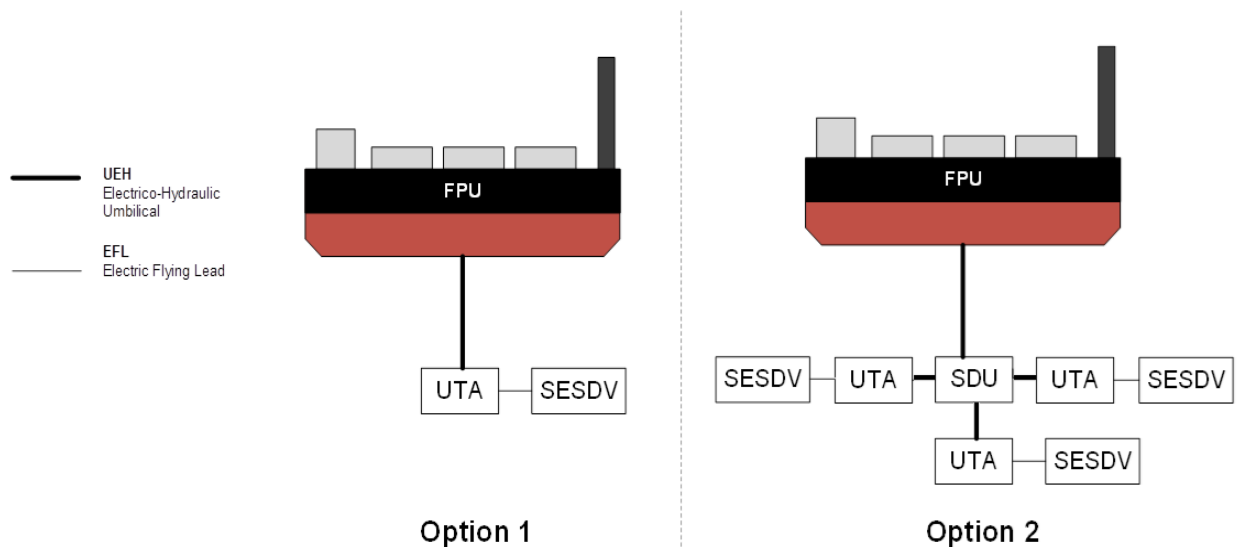 UEH
Electrico-Hydraulic
Umbilical
EFL
Electric Flying Lead
FPU
UTA
SESDV
Option 1
FPU
SESDV
UTA
SDU
UTA
SESDV
UTA
SESDV
Option 2